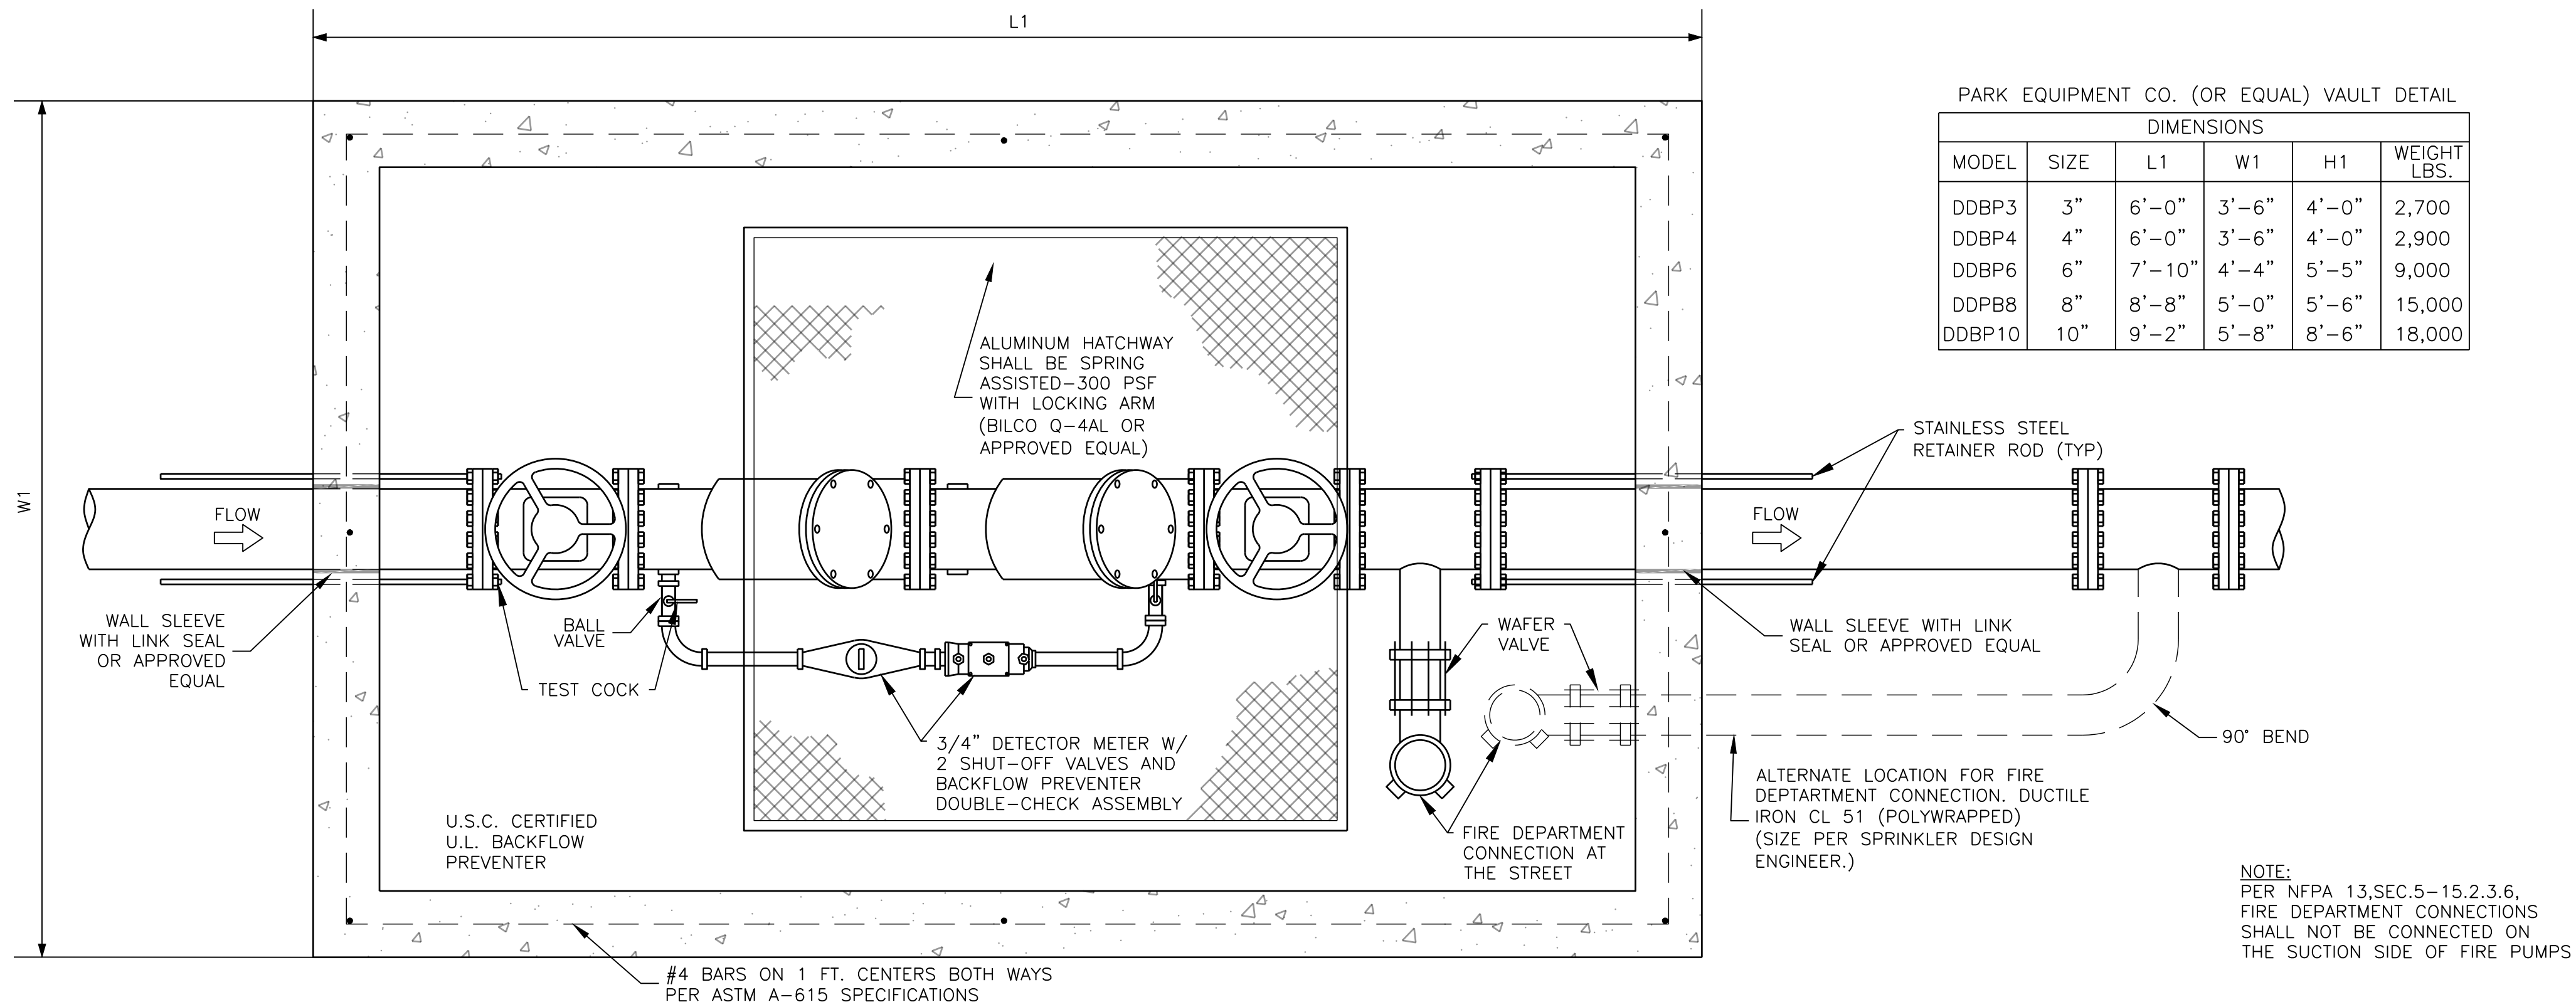 L1
W1
PARK EQUIPMENT CO. (OR EQUAL) VAULT DETAIL
DIMENSIONS
MODEL SIZE L1 W1 H1 WEIGHT LBS.
DDBP3 3" 6'-0" 3'-6" 4'-0" 2,700
DDBP4 4" 6'-0" 3'-6" 4'-0" 2,900
DDBP6 6" 7'-10" 4'-4" 5'-5" 9,000
DDPB8 8" 8'-8" 5'-0" 5'-6" 15,000
DDBP10 10" 9'-2" 5'-8" 8'-6" 18,000
ALUMINUM HATCHWAY
SHALL BE SPRING
ASSISTED-300 PSF
WITH LOCKING ARM
(BILCO Q-4AL OR
APPROVED EQUAL)
STAINLESS STEEL
RETAINER ROD (TYP)
FLOW
FLOW
WALL SLEEVE
WITH LINK SEAL
OR APPROVED
EQUAL
BALL
VALVE
TEST COCK
WAFER
VALVE
WALL SLEEVE WITH LINK
SEAL OR APPROVED EQUAL
3/4" DETECTOR METER W/
2 SHUT-OFF VALVES AND
BACKFLOW PREVENTER
DOUBLE-CHECK ASSEMBLY
90° BEND
ALTERNATE LOCATION FOR FIRE
DEPTARTMENT CONNECTION. DUCTILE
IRON CL 51 (POLYWRAPPED)
(SIZE PER SPRINKLER DESIGN
ENGINEER.)
U.S.C. CERTIFIED
U.L. BACKFLOW
PREVENTER
FIRE DEPARTMENT
CONNECTION AT
THE STREET
NOTE:
PER NFPA 13,SEC.5-15.2.3.6,
FIRE DEPARTMENT CONNECTIONS
SHALL NOT BE CONNECTED ON
THE SUCTION SIDE OF FIRE PUMPS
#4 BARS ON 1 FT. CENTERS BOTH WAYS
PER ASTM A-615 SPECIFICATIONS